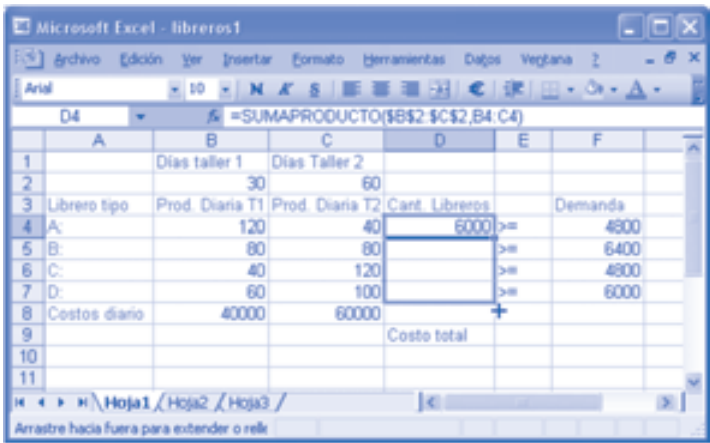 Microsoft Excel - libreros1
Archivo Edición Ver Insertar Formato Herramientas Datos Ventana ?
Arial 10 N K S € A
D4 fx =SUMAPRODUCTO($B$2:$C$2,B4:C4)
A B C D E F
1 Días taller 1 Días Taller 2
2 30 60
3 Librero tipo Prod. Diaria T1 Prod. Diaria T2 Cant. Libreros Demanda
4 A: 120 40 6000 >= 4800
5 B: 80 80 >= 6400
6 C: 40 120 >= 4800
7 D: 60 100 >= 6000
8 Costos diario 40000 60000
9 Costo total
10
11
Hoja1 Hoja2 Hoja3
Arrastre hacia fuera para extender o relle